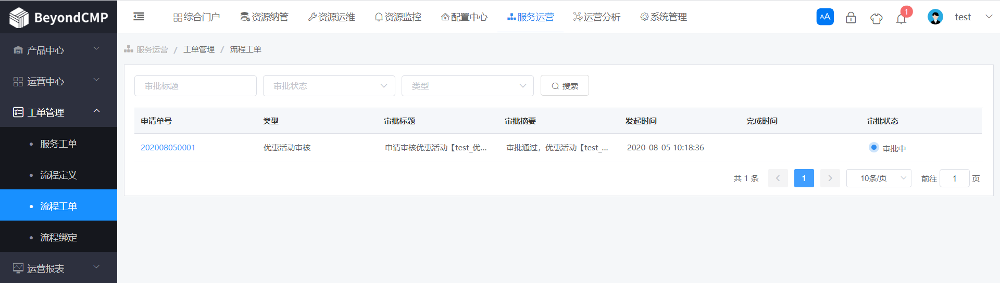 BeyondCMP
综合门户 资源纳管 资源运维 资源监控 配置中心 服务运营 运营分析 系统管理 AA 1 test
产品中心
运营中心
工单管理
服务工单
流程定义
流程工单
流程绑定
运营报表
服务运营 / 工单管理 / 流程工单
审批标题 审批状态 类型 搜索
申请单号 类型 审批标题 审批摘要 发起时间 完成时间 审批状态
202008050001 优惠活动审核 申请审核优惠活动【test_优... 审批通过，优惠活动【test_... 2020-08-05 10:18:36 审批中
共 1 条 1 10条/页 前往 1 页